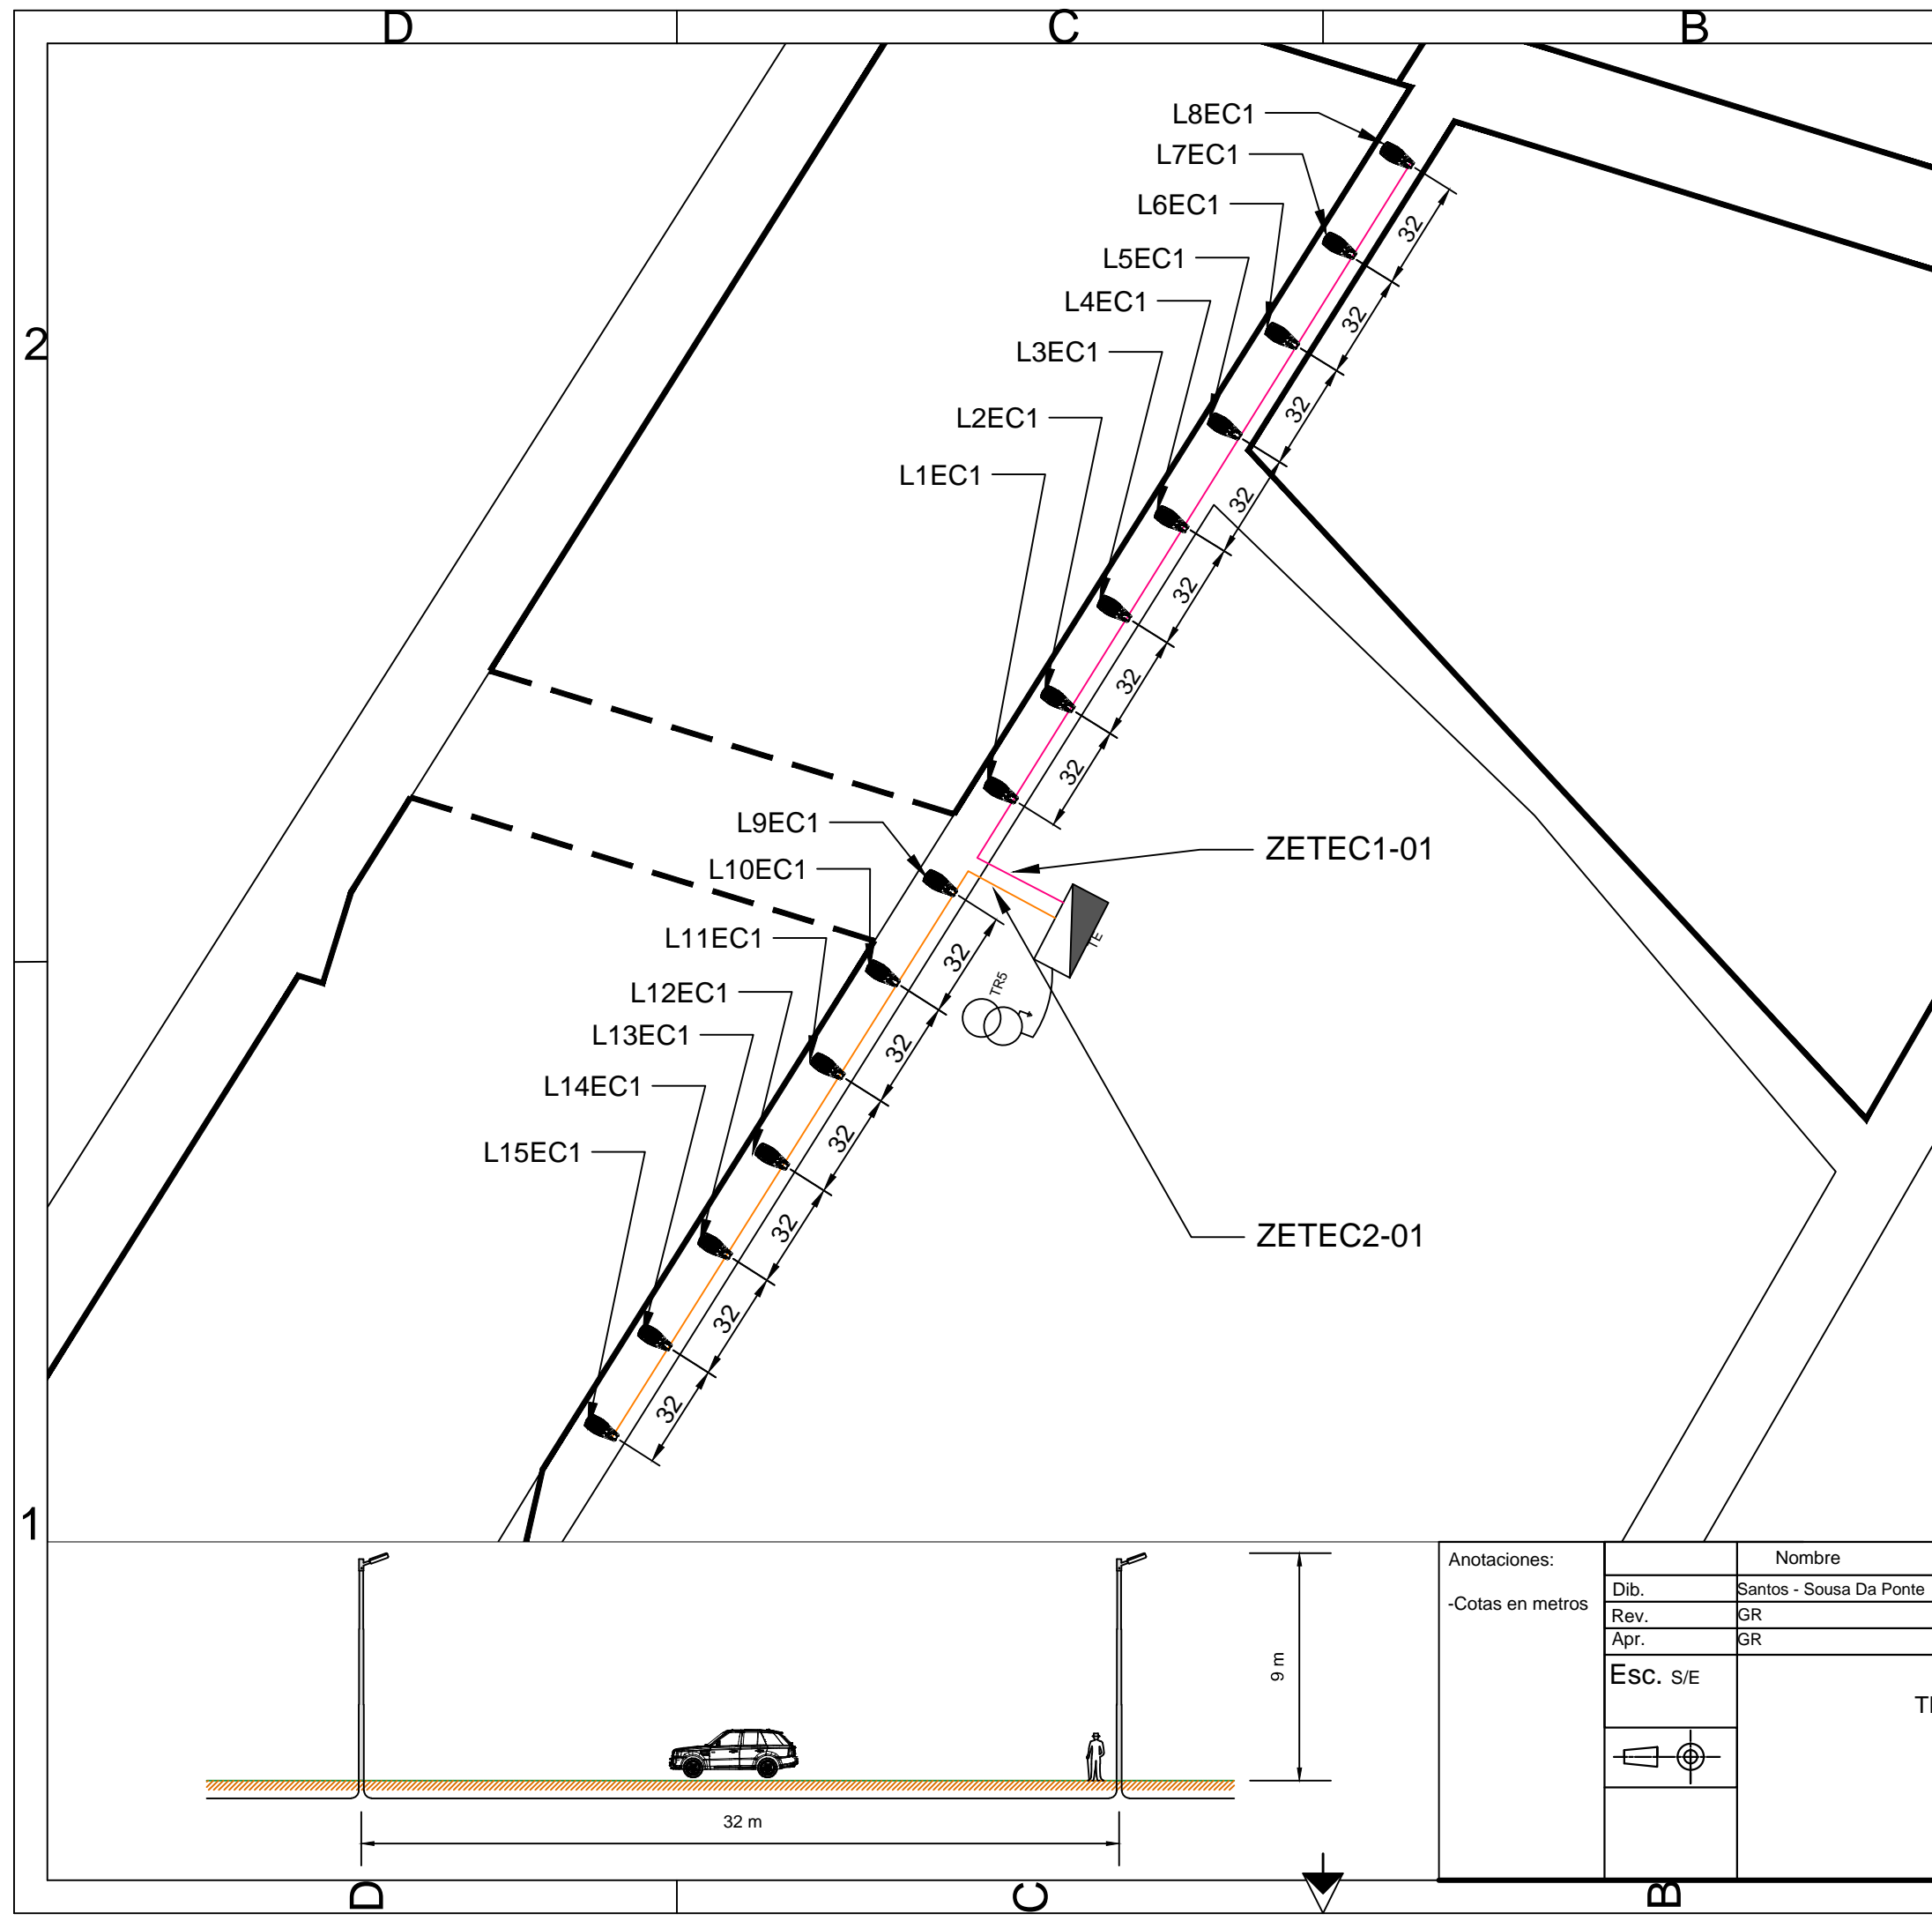 D
C
B
L8EC1
L7EC1
L6EC1
32
L5EC1
L4EC1
2
32
L3EC1
32
L2EC1
L1EC1
32
32
32
32
L9EC1
ZETEC1-01
L10EC1
L11EC1
TE
32
TR5
L12EC1
L13EC1
32
L14EC1
32
L15EC1
32
ZETEC2-01
32
32
1
Anotaciones:
Nombre
-Cotas en metros
Dib.
Santos - Sousa Da Ponte
Rev.
GR
Apr.
GR
Esc. S/E
9 m
32 m
D
C
B